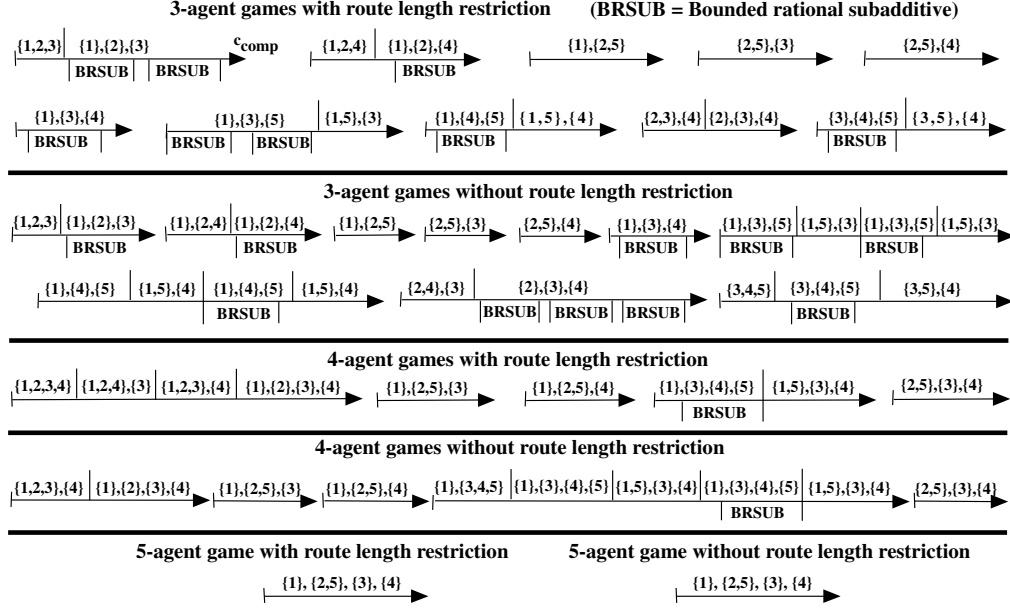 3-agent games with route length restriction (BRSUB = Bounded rational subadditive)
{1,2,3} {1},{2},{3} c_comp {1,2,4} {1},{2},{4} {1},{2,5} {2,5},{3} {2,5},{4}
BRSUB BRSUB BRSUB
{1},{3},{4} {1},{3},{5} {1,5},{3} {1},{4},{5} {1,5},{4} {2,3},{4} {2},{3},{4} {3},{4},{5} {3,5},{4}
BRSUB BRSUB BRSUB BRSUB BRSUB
3-agent games without route length restriction
{1,2,3} {1},{2},{3} {1},{2,4} {1},{2},{4} {1},{2,5} {2,5},{3} {2,5},{4} {1},{3},{4} {1},{3},{5} {1,5},{3} {1},{3},{5} {1,5},{3}
BRSUB BRSUB BRSUB BRSUB BRSUB
{1},{4},{5} {1,5},{4} {1},{4},{5} {1,5},{4} {2,4},{3} {2},{3},{4} {3,4,5} {3},{4},{5} {3,5},{4}
BRSUB BRSUB BRSUB BRSUB BRSUB
4-agent games with route length restriction
{1,2,3,4} {1,2,4},{3} {1,2,3},{4} {1},{2},{3},{4} {1},{2,5},{3} {1},{2,5},{4} {1},{3},{4},{5} {1,5},{3},{4} {2,5},{3},{4}
BRSUB
4-agent games without route length restriction
{1,2,3},{4} {1},{2},{3},{4} {1},{2,5},{3} {1},{2,5},{4} {1},{3,4,5} {1},{3},{4},{5} {1,5},{3},{4} {1},{3},{4},{5} {1,5},{3},{4} {2,5},{3},{4}
BRSUB
5-agent game with route length restriction 5-agent game without route length restriction
{1}, {2,5}, {3}, {4} {1}, {2,5}, {3}, {4}